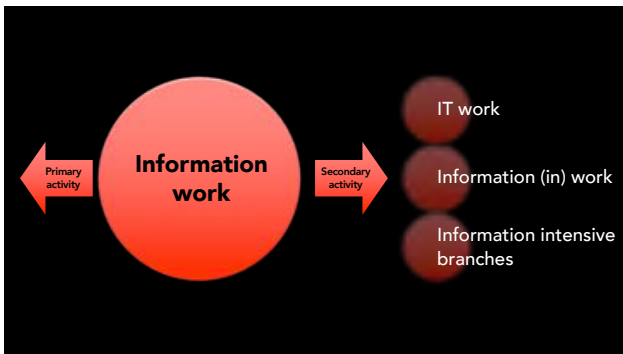 Primary
activity
Information
work
Secondary
activity
IT work
Information (in) work
Information intensive
branches